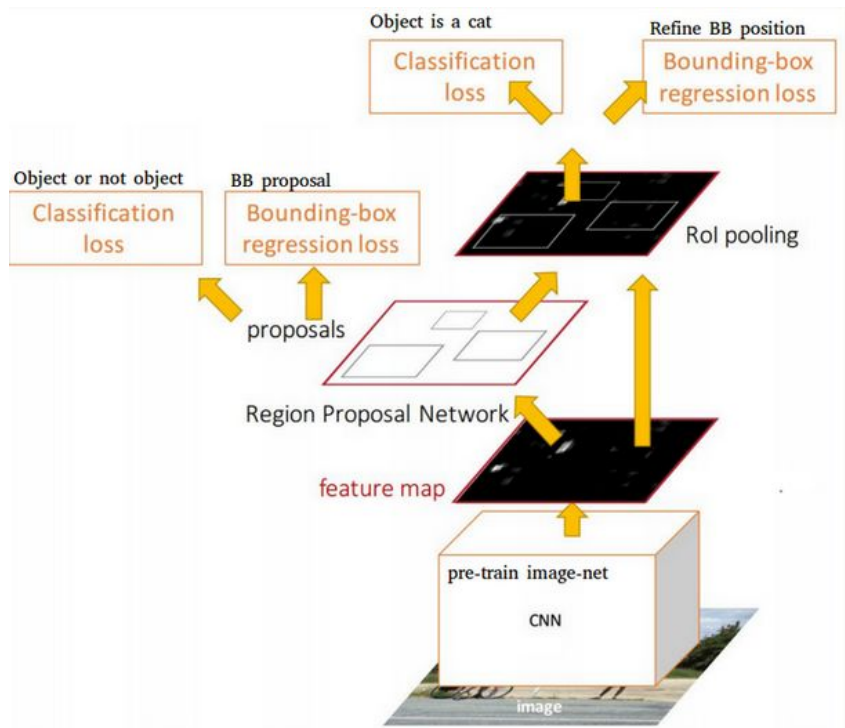 Object is a cat
Refine BB position
Classification
loss
Bounding-box
regression loss
Object or not object
BB proposal
Classification
loss
Bounding-box
regression loss
RoI pooling
proposals
Region Proposal Network
feature map
pre-train image-net
CNN
image